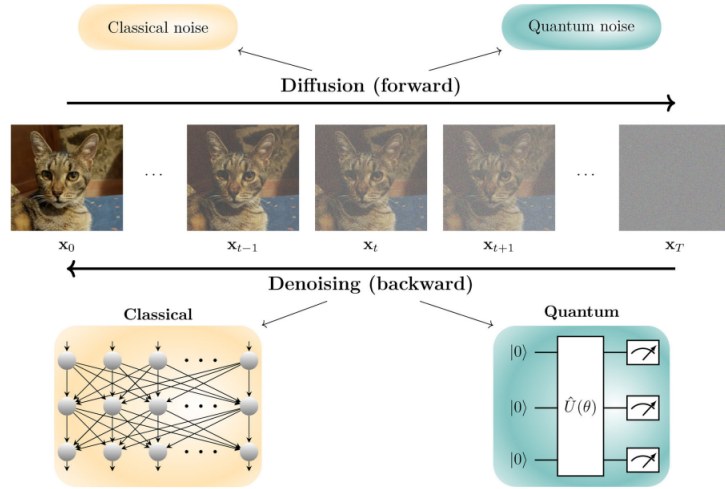 Classical noise
Quantum noise
Diffusion (forward)
· · ·
· · ·
x₀
xₜ₋₁
xₜ
xₜ₊₁
x_T
Denoising (backward)
Classical
Quantum
|0⟩
|0⟩
Û(θ)
|0⟩